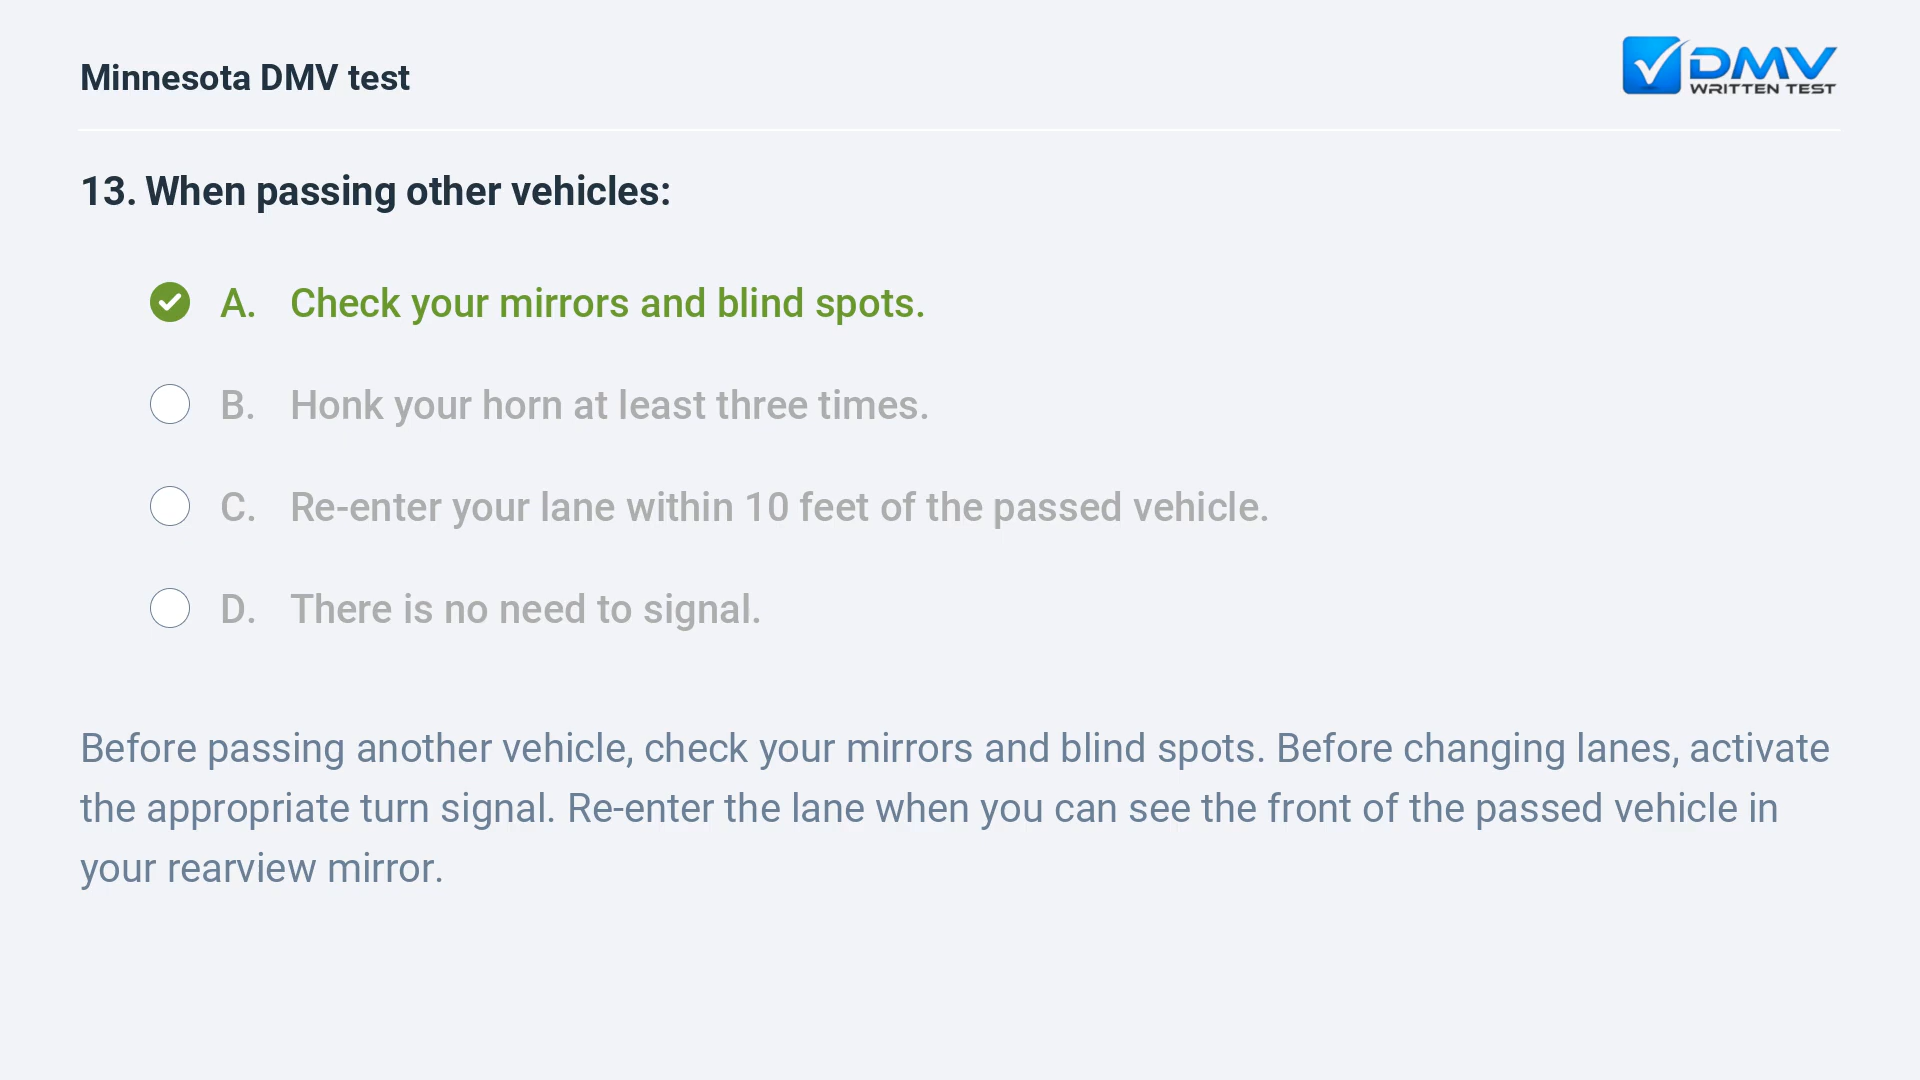 Minnesota DMV test
DMV
WRITTEN TEST
13. When passing other vehicles:
A. Check your mirrors and blind spots.
B. Honk your horn at least three times.
C. Re-enter your lane within 10 feet of the passed vehicle.
D. There is no need to signal.
Before passing another vehicle, check your mirrors and blind spots. Before changing lanes, activate
the appropriate turn signal. Re-enter the lane when you can see the front of the passed vehicle in
your rearview mirror.